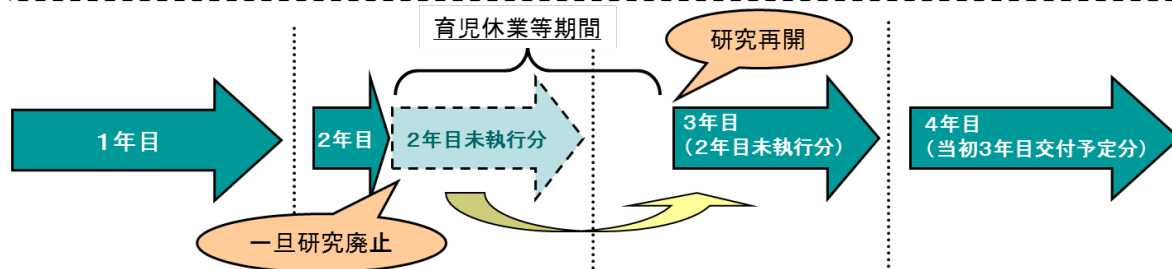 育児休業等期間
研究再開
1年目
2年目
2年目未執行分
3年目
（2年目未執行分）
4年目
（当初3年目交付予定分）
一旦研究廃止